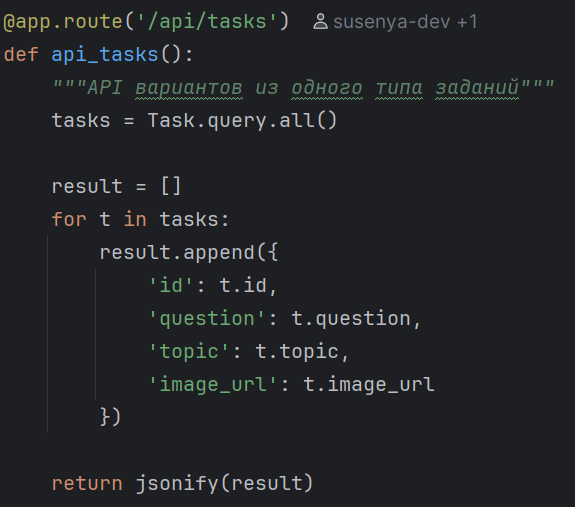 @app.route('/api/tasks') susenya-dev +1
def api_tasks():
    """API вариантов из одного типа заданий"""
    tasks = Task.query.all()

    result = []
    for t in tasks:
        result.append({
            'id': t.id,
            'question': t.question,
            'topic': t.topic,
            'image_url': t.image_url
        })

    return jsonify(result)